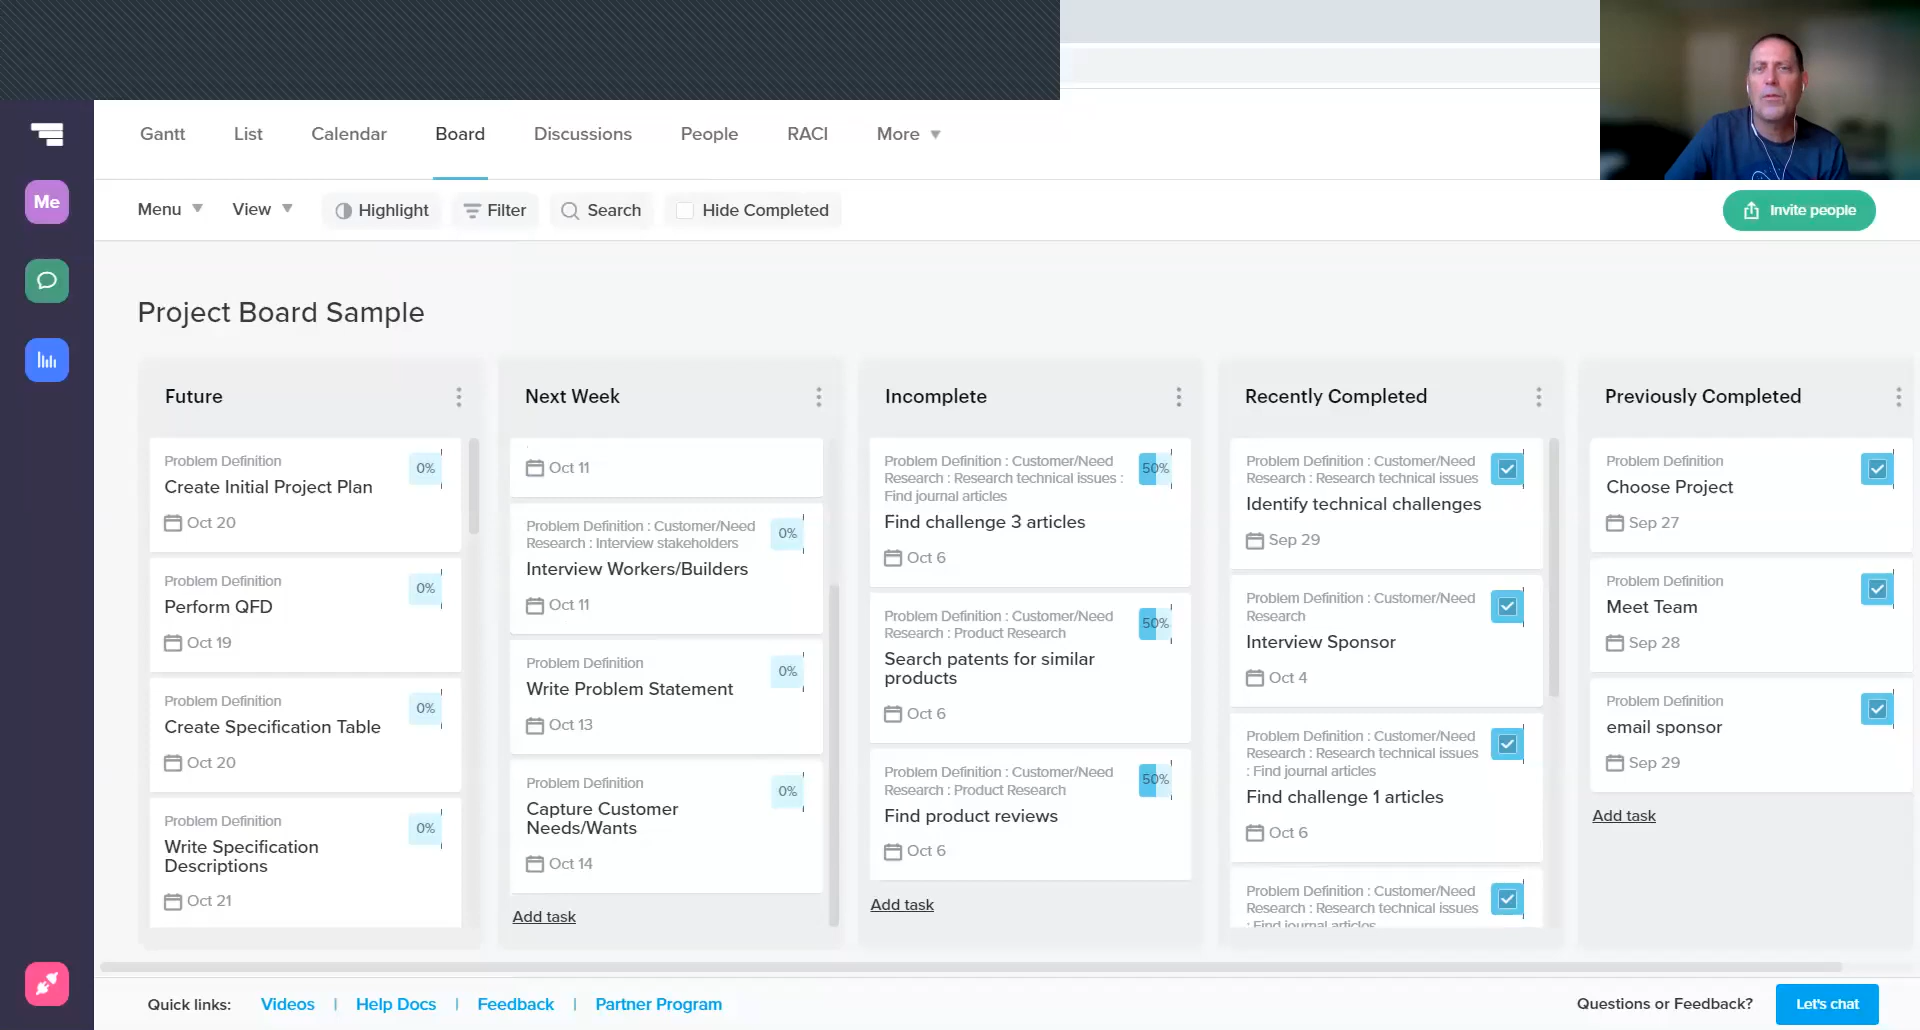 Gantt
List
Calendar
Board
Discussions
People
RACI
More
Me
Menu
View
Highlight
Filter
Search
Hide Completed
Invite people
Project Board Sample
Future
Problem Definition
0%
Create Initial Project Plan
Oct 20
Problem Definition
0%
Perform QFD
Oct 19
Problem Definition
0%
Create Specification Table
Oct 20
Problem Definition
0%
Write Specification
Descriptions
Oct 21
Next Week
Oct 11
Problem Definition : Customer/Need
Research : Interview stakeholders
0%
Interview Workers/Builders
Oct 11
Problem Definition
0%
Write Problem Statement
Oct 13
Problem Definition
0%
Capture Customer
Needs/Wants
Oct 14
Add task
Incomplete
Problem Definition : Customer/Need
Research : Research technical issues :
Find journal articles
50%
Find challenge 3 articles
Oct 6
Problem Definition : Customer/Need
Research : Product Research
50%
Search patents for similar
products
Oct 6
Problem Definition : Customer/Need
Research : Product Research
50%
Find product reviews
Oct 6
Add task
Recently Completed
Problem Definition : Customer/Need
Research : Research technical issues
Identify technical challenges
Sep 29
Problem Definition : Customer/Need
Research
Interview Sponsor
Oct 4
Problem Definition : Customer/Need
Research : Research technical issues
: Find journal articles
Find challenge 1 articles
Oct 6
Problem Definition : Customer/Need
Research : Research technical issues
: Find journal articles
Previously Completed
Problem Definition
Choose Project
Sep 27
Problem Definition
Meet Team
Sep 28
Problem Definition
email sponsor
Sep 29
Add task
Quick links:
Videos
Help Docs
Feedback
Partner Program
Questions or Feedback?
Let's chat